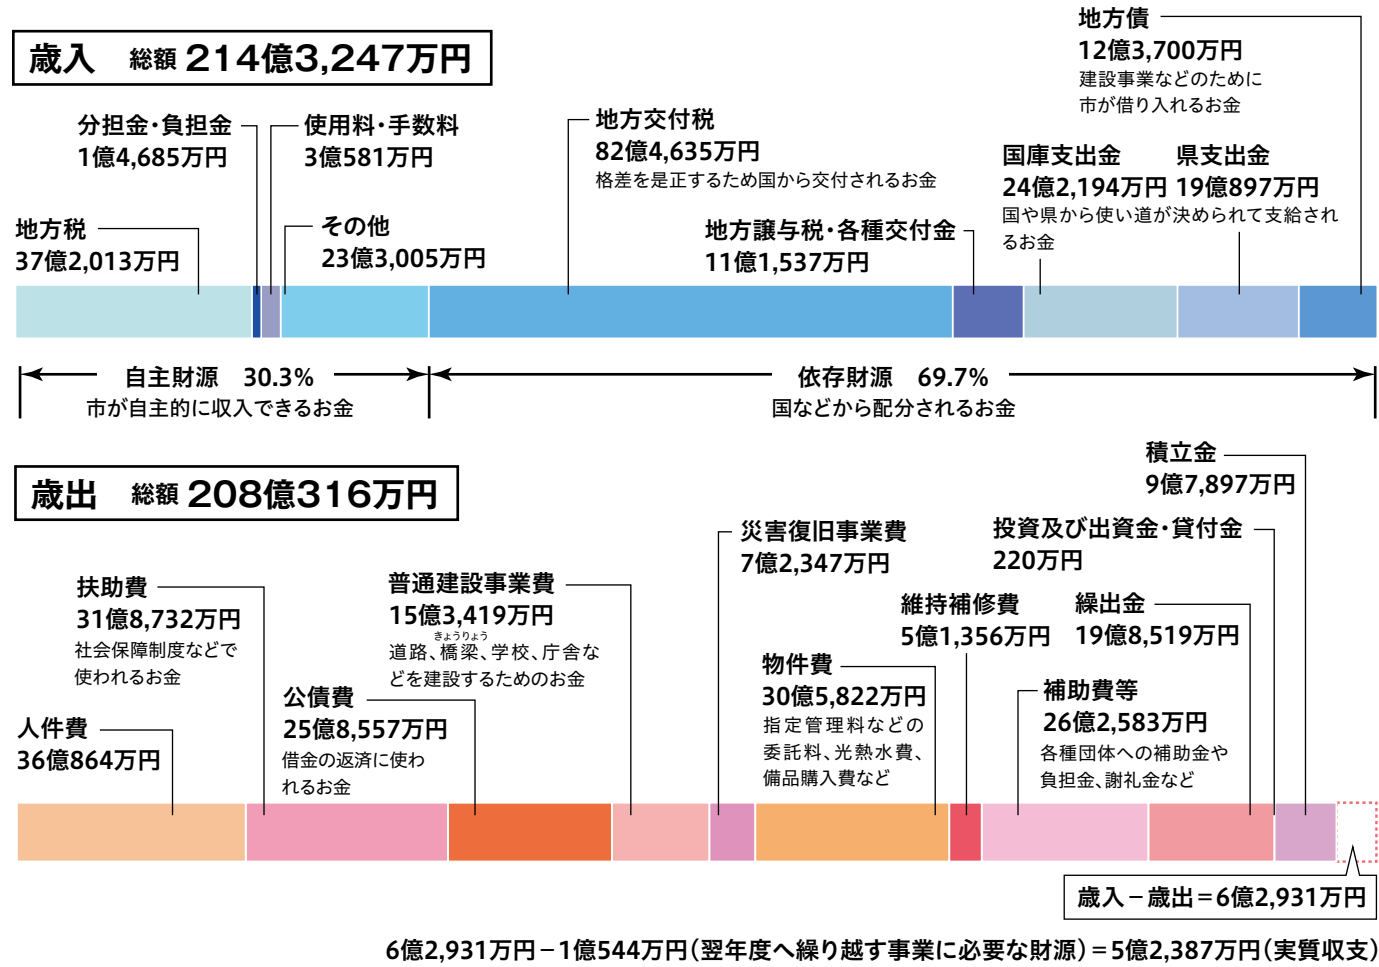 歳入 総額 214億3,247万円
地方債
12億3,700万円
建設事業などのために
市が借り入れるお金
分担金・負担金
1億4,685万円
使用料・手数料
3億581万円
地方交付税
82億4,635万円
格差を是正するため国から交付されるお金
国庫支出金
24億2,194万円
県支出金
19億897万円
国や県から使い道が決められて支給され
るお金
地方税
37億2,013万円
その他
23億3,005万円
地方譲与税・各種交付金
11億1,537万円
自主財源 30.3%
市が自主的に収入できるお金
依存財源 69.7%
国などから配分されるお金
歳出 総額 208億316万円
積立金
9億7,897万円
災害復旧事業費
7億2,347万円
投資及び出資金・貸付金
220万円
扶助費
31億8,732万円
社会保障制度などで
使われるお金
普通建設事業費
15億3,419万円
きょうりょう
道路、橋梁、学校、庁舎な
どを建設するためのお金
維持補修費
5億1,356万円
繰出金
19億8,519万円
人件費
36億864万円
公債費
25億8,557万円
借金の返済に使わ
れるお金
物件費
30億5,822万円
指定管理料などの
委託料、光熱水費、
備品購入費など
補助費等
26億2,583万円
各種団体への補助金や
負担金、謝礼金など
歳入－歳出＝6億2,931万円
6億2,931万円－1億544万円（翌年度へ繰り越す事業に必要な財源）＝5億2,387万円（実質収支）